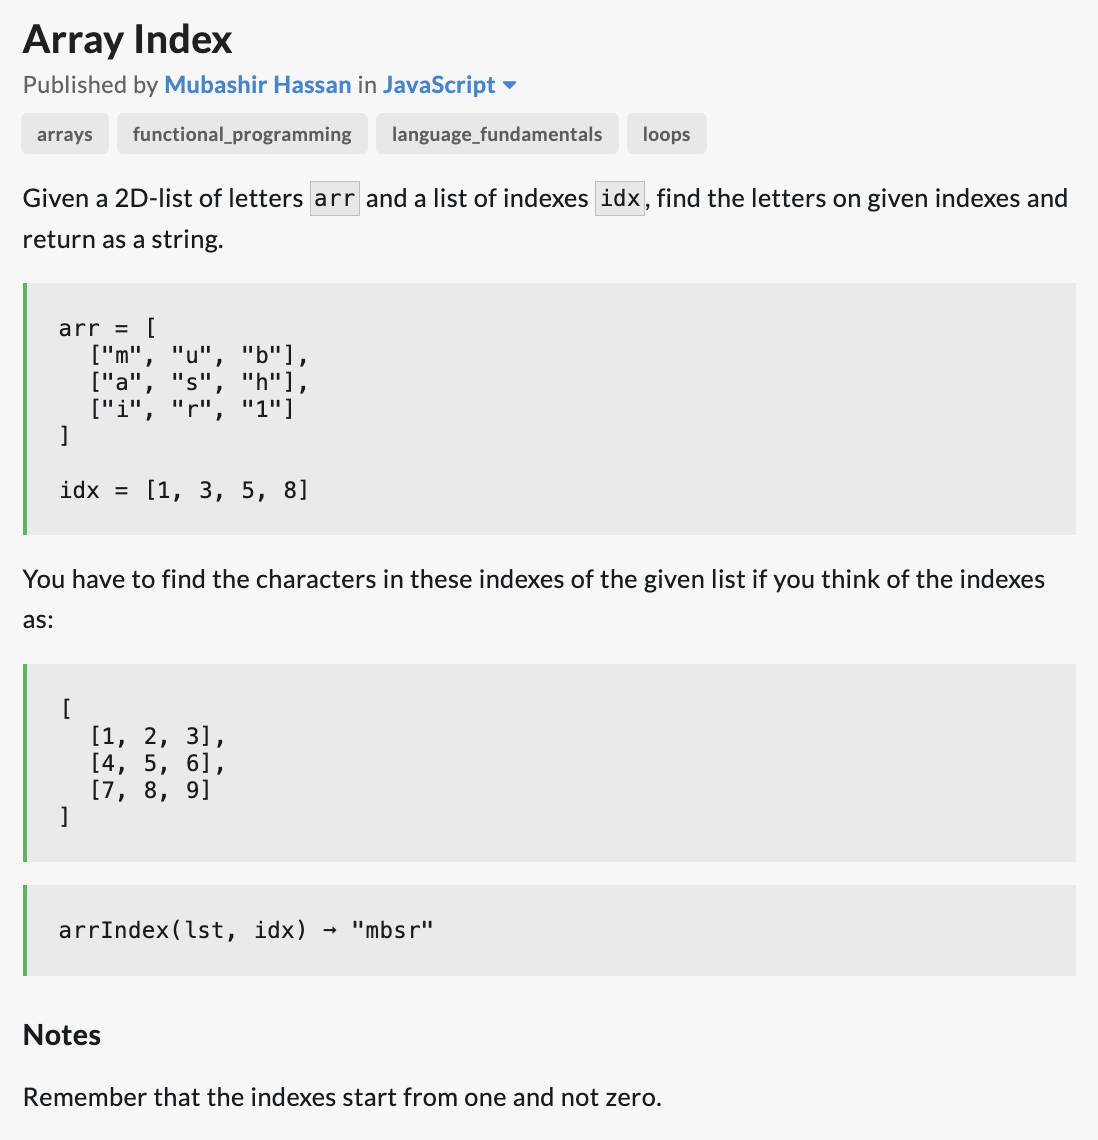 Array Index
Published by Mubashir Hassan in JavaScript
arrays functional_programming language_fundamentals loops
Given a 2D-list of letters arr and a list of indexes idx, find the letters on given indexes and
return as a string.
arr = [
["m", "u", "b"],
["a", "s", "h"],
["i", "r", "1"]
]
idx = [1, 3, 5, 8]
You have to find the characters in these indexes of the given list if you think of the indexes
as:
[
[1, 2, 3],
[4, 5, 6],
[7, 8, 9]
]
arrIndex(lst, idx) → "mbsr"
Notes
Remember that the indexes start from one and not zero.